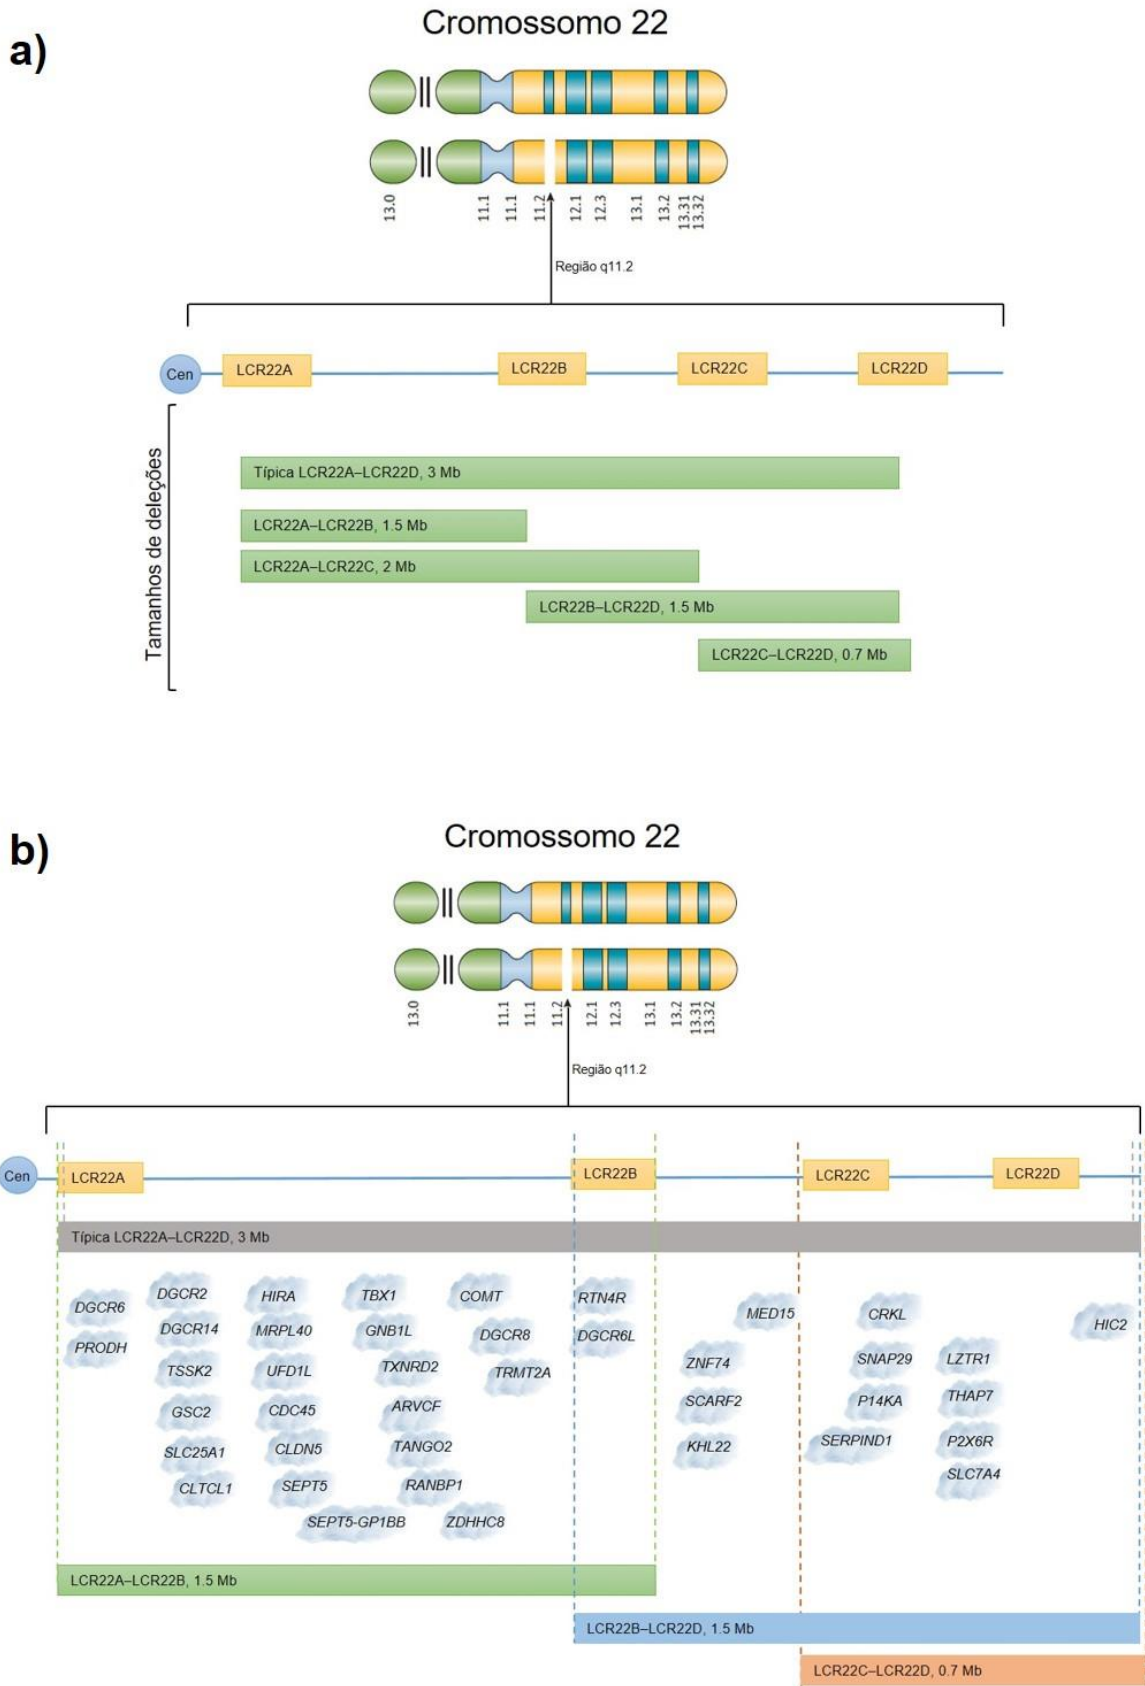 a)
Cromossomo 22
13.0
11.1
11.1
11.2
12.1
12.3
13.1
13.2
13.31
13.32
Região q11.2
Cen
LCR22A
LCR22B
LCR22C
LCR22D
Tamanhos de deleções
Típica LCR22A–LCR22D, 3 Mb
LCR22A–LCR22B, 1.5 Mb
LCR22A–LCR22C, 2 Mb
LCR22B–LCR22D, 1.5 Mb
LCR22C–LCR22D, 0.7 Mb
b)
Cromossomo 22
13.0
11.1
11.1
11.2
12.1
12.3
13.1
13.2
13.31
13.32
Região q11.2
Cen
LCR22A
LCR22B
LCR22C
LCR22D
Típica LCR22A–LCR22D, 3 Mb
DGCR6
PRODH
DGCR2
DGCR14
TSSK2
GSC2
SLC25A1
CLTCL1
HIRA
MRPL40
UFD1L
CDC45
CLDN5
SEPT5
SEPT5-GP1BB
TBX1
GNB1L
TXNRD2
ARVCF
TANGO2
RANBP1
ZDHHC8
COMT
DGCR8
TRMT2A
RTN4R
DGCR6L
ZNF74
SCARF2
KHL22
MED15
CRKL
SNAP29
P14KA
SERPIND1
LZTR1
THAP7
P2X6R
SLC7A4
HIC2
LCR22A–LCR22B, 1.5 Mb
LCR22B–LCR22D, 1.5 Mb
LCR22C–LCR22D, 0.7 Mb